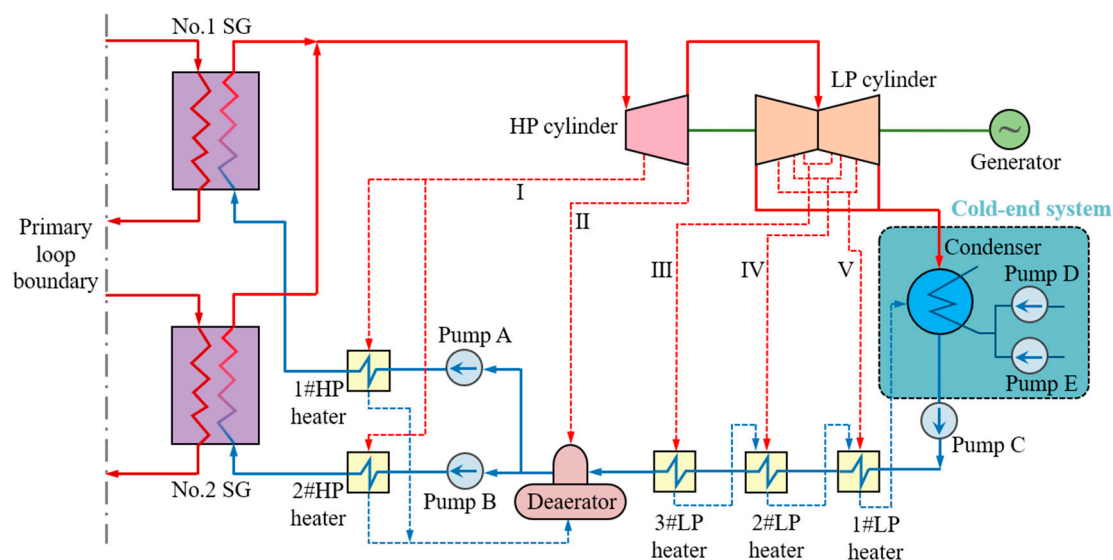 No.1 SG
LP cylinder
HP cylinder
~
Generator
I
II
Primary
loop
boundary
Cold-end system
Condenser
III
IV
V
Pump D
Pump A
Pump E
1#HP
heater
Pump C
No.2 SG
2#HP
heater
Pump B
Deaerator
3#LP
heater
2#LP
heater
1#LP
heater